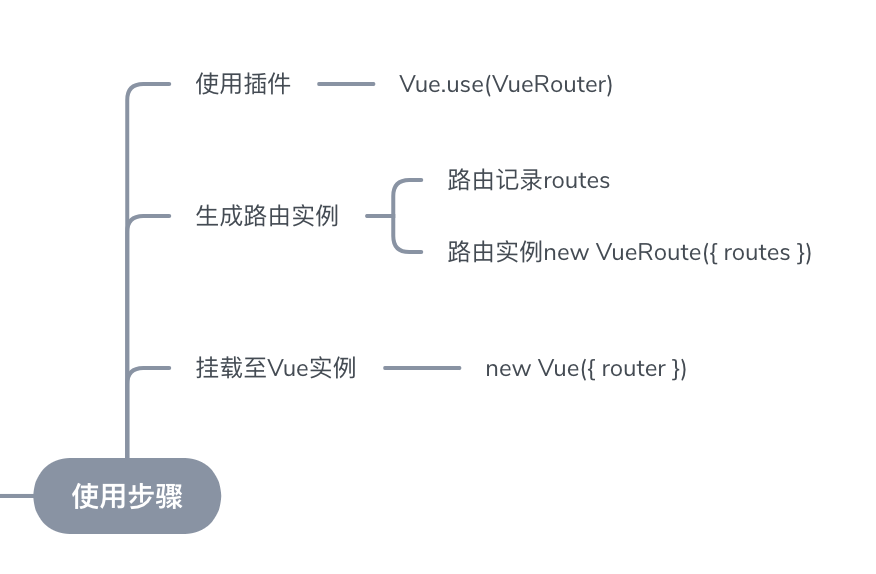 使用插件
Vue.use(VueRouter)
生成路由实例
路由记录routes
路由实例new VueRoute({ routes })
挂载至Vue实例
new Vue({ router })
使用步骤